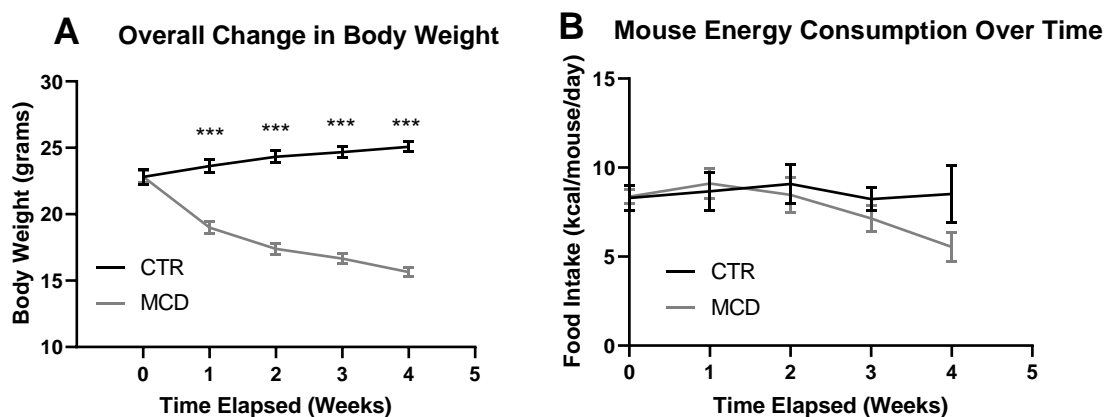 A Overall Change in Body Weight
30
25
20
15
10
Body Weight (grams)
*** *** *** ***
CTR
MCD
0 1 2 3 4 5
Time Elapsed (Weeks)
B Mouse Energy Consumption Over Time
15
10
5
0
Food Intake (kcal/mouse/day)
CTR
MCD
0 1 2 3 4 5
Time Elapsed (Weeks)